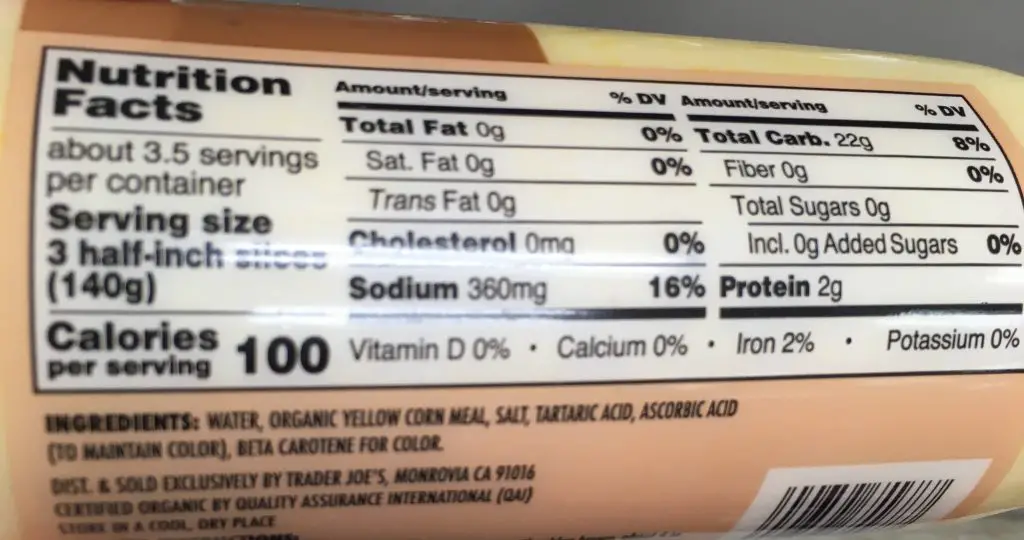 Nutrition
Facts
about 3.5 servings
per container
Serving size
3 half-inch slices
(140g)
Calories
per serving 100
Amount/serving % DV
Total Fat 0g 0%
Sat. Fat 0g 0%
Trans Fat 0g
Cholesterol 0mg 0%
Sodium 360mg 16%
Amount/serving % DV
Total Carb. 22g 8%
Fiber 0g 0%
Total Sugars 0g
Incl. 0g Added Sugars 0%
Protein 2g
Vitamin D 0% • Calcium 0% • Iron 2% • Potassium 0%
INGREDIENTS: WATER, ORGANIC YELLOW CORN MEAL, SALT, TARTARIC ACID, ASCORBIC ACID
(TO MAINTAIN COLOR), BETA CAROTENE FOR COLOR.
DIST. & SOLD EXCLUSIVELY BY TRADER JOE'S, MONROVIA CA 91016
CERTIFIED ORGANIC BY QUALITY ASSURANCE INTERNATIONAL (QAI)
STORE IN A COOL, DRY PLACE